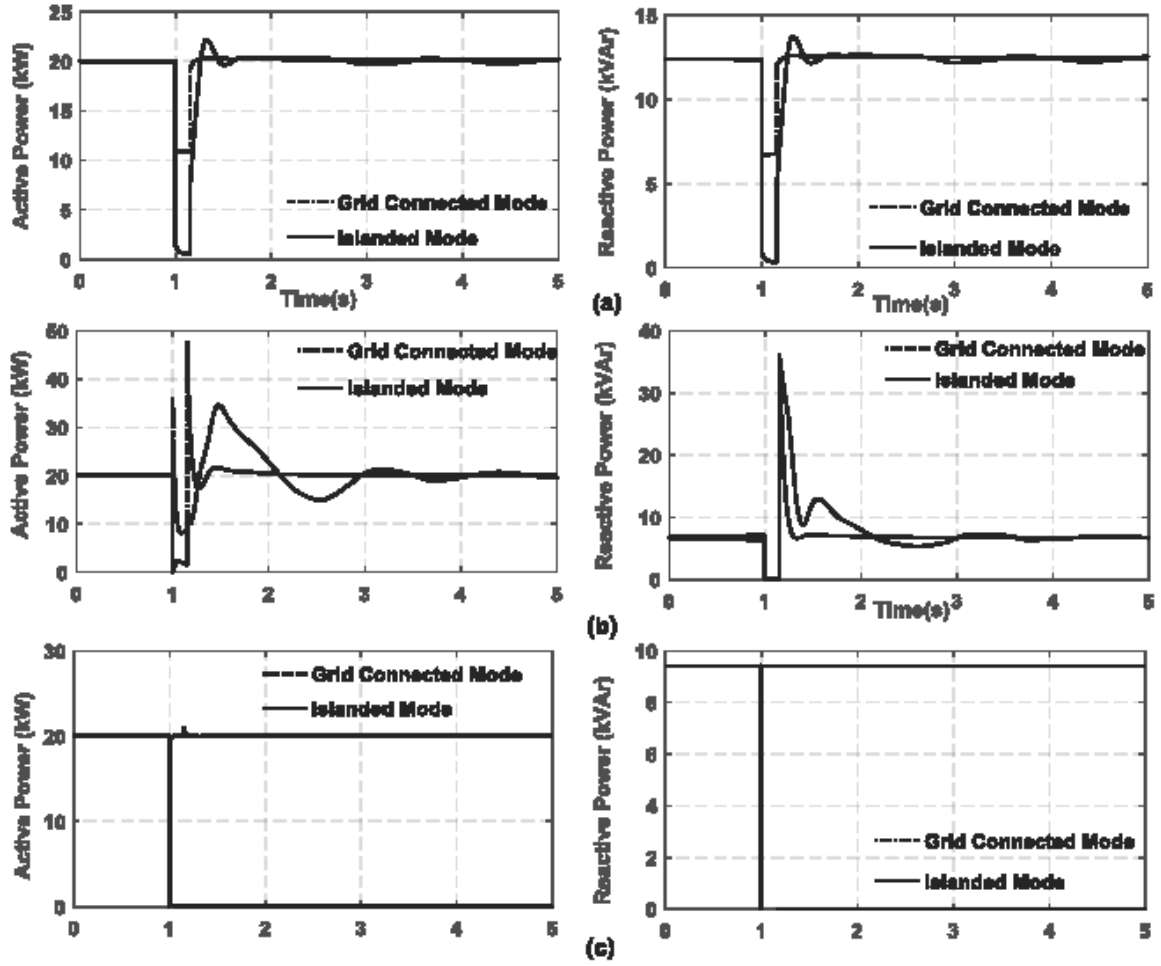 25
20
15
10
5
0
Active Power (kW)
Grid Connected Mode
Islanded Mode
0 1 2 3 4 5
Time(s)
15
10
5
0
Reactive Power (kVAr)
Grid Connected Mode
Islanded Mode
0 1 2 3 4 5
Time(s)
(a)
50
40
30
20
10
0
Active Power (kW)
Grid Connected Mode
Islanded Mode
0 1 2 3 4 5
40
30
20
10
0
Reactive Power (kVAr)
Grid Connected Mode
Islanded Mode
0 1 2 3 4 5
Time(s)
(b)
30
20
10
0
Active Power (kW)
Grid Connected Mode
Islanded Mode
0 1 2 3 4 5
10
8
6
4
2
0
Reactive Power (kVAr)
Grid Connected Mode
Islanded Mode
0 1 2 3 4 5
(c)